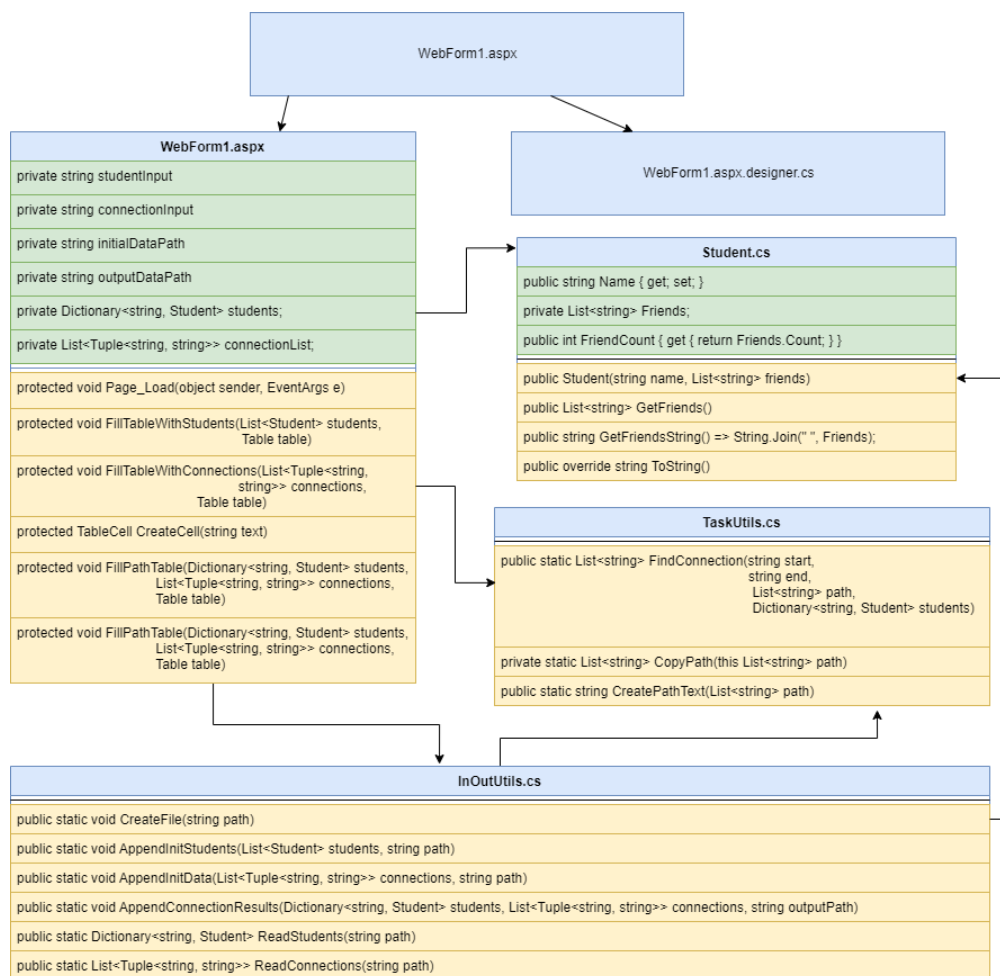 WebForm1.aspx
WebForm1.aspx
private string studentInput
private string connectionInput
private string initialDataPath
private string outputDataPath
private Dictionary<string, Student> students;
private List<Tuple<string, string>> connectionList;
protected void Page_Load(object sender, EventArgs e)
protected void FillTableWithStudents(List<Student> students,
Table table)
protected void FillTableWithConnections(List<Tuple<string,
string>> connections,
Table table)
protected TableCell CreateCell(string text)
protected void FillPathTable(Dictionary<string, Student> students,
List<Tuple<string, string>> connections,
Table table)
protected void FillPathTable(Dictionary<string, Student> students,
List<Tuple<string, string>> connections,
Table table)
WebForm1.aspx.designer.cs
Student.cs
public string Name { get; set; }
private List<string> Friends;
public int FriendCount { get { return Friends.Count; } }
public Student(string name, List<string> friends)
public List<string> GetFriends()
public string GetFriendsString() => String.Join(" ", Friends);
public override string ToString()
TaskUtils.cs
public static List<string> FindConnection(string start,
string end,
List<string> path,
Dictionary<string, Student> students)
private static List<string> CopyPath(this List<string> path)
public static string CreatePathText(List<string> path)
InOutUtils.cs
public static void CreateFile(string path)
public static void AppendInitStudents(List<Student> students, string path)
public static void AppendInitData(List<Tuple<string, string>> connections, string path)
public static void AppendConnectionResults(Dictionary<string, Student> students, List<Tuple<string, string>> connections, string outputPath)
public static Dictionary<string, Student> ReadStudents(string path)
public static List<Tuple<string, string>> ReadConnections(string path)